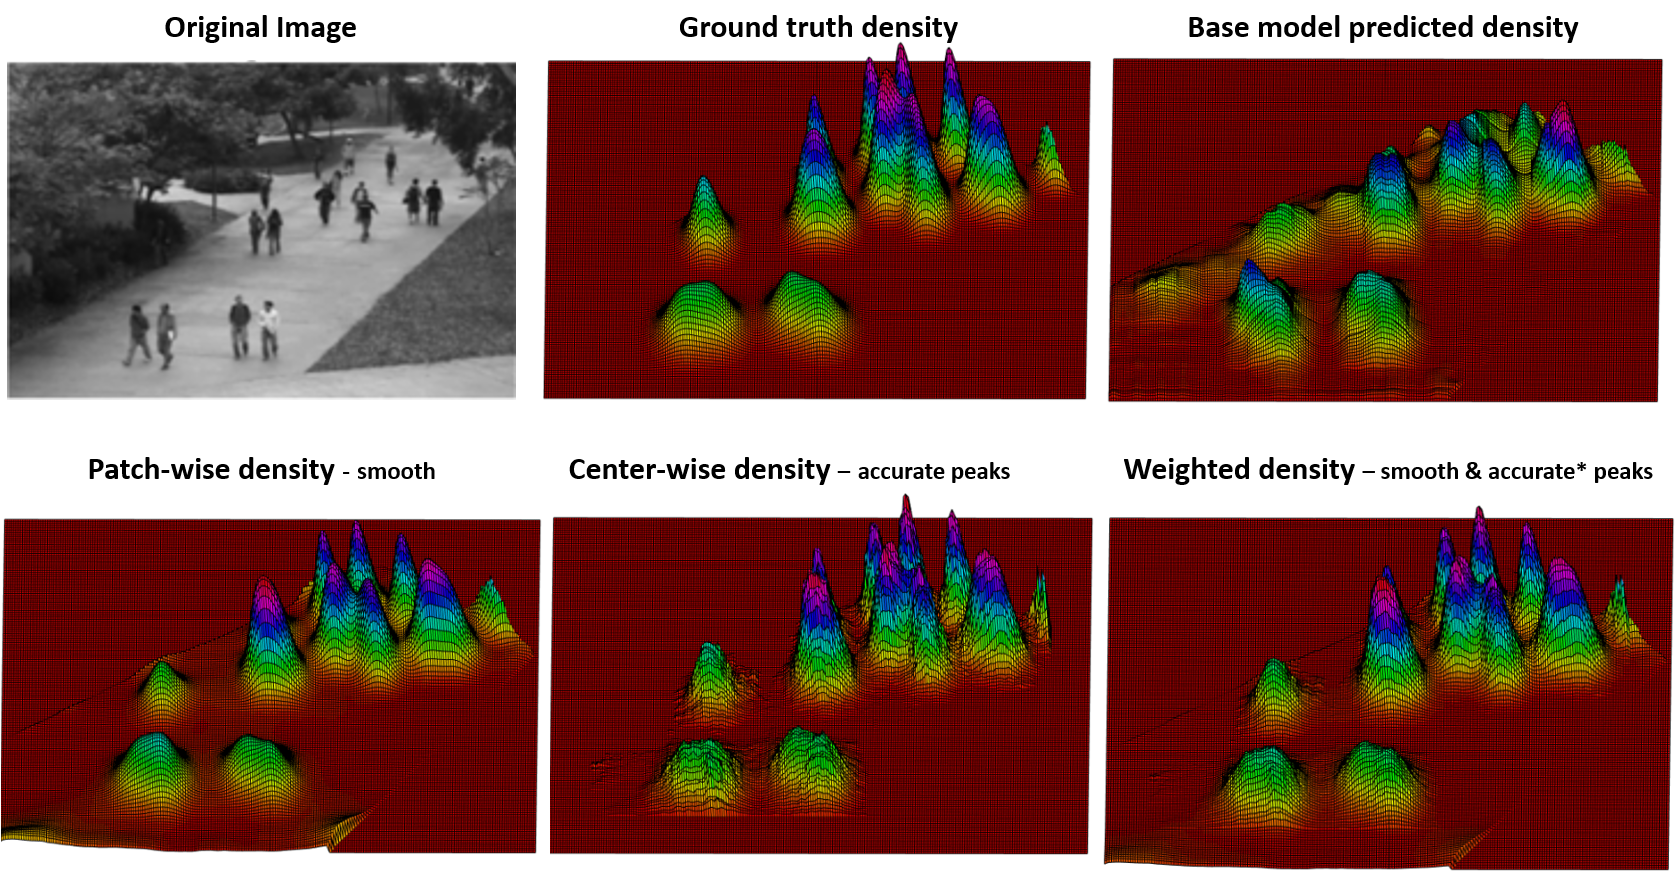 Original Image
Ground truth density
Base model predicted density
Patch-wise density - smooth
Center-wise density – accurate peaks
Weighted density – smooth & accurate* peaks